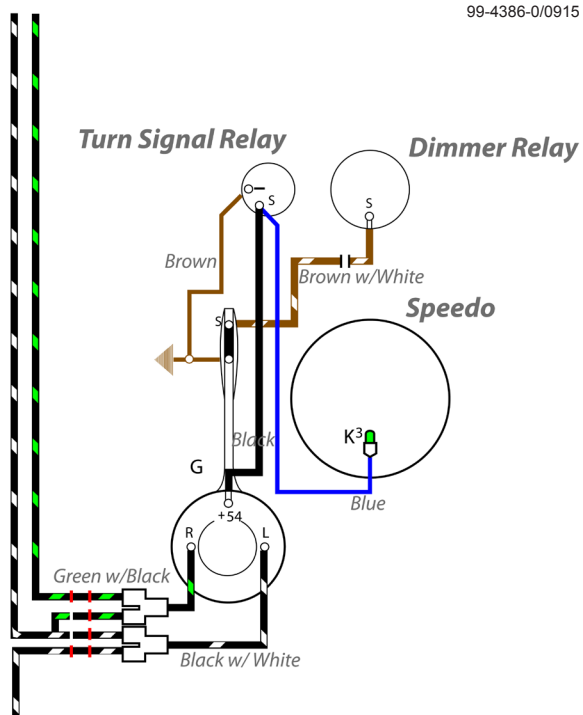 99-4386-0/0915
Turn Signal Relay
Dimmer Relay
S
S
Brown
Brown w/White
Speedo
S
Black
K³
G
Blue
+54
R
L
Green w/Black
Black w/ White